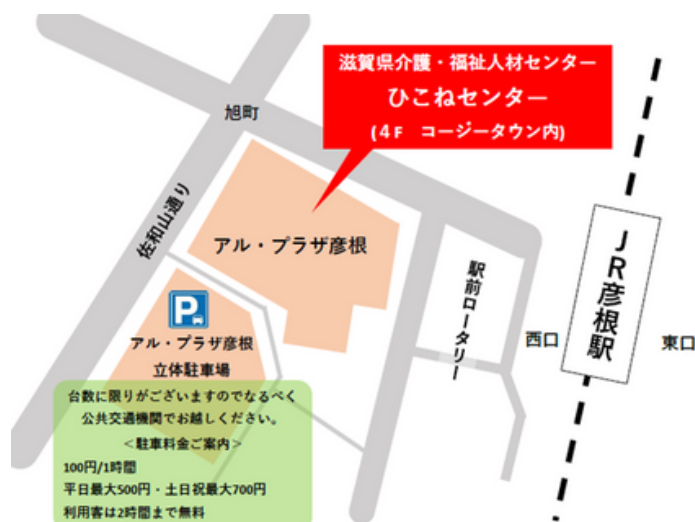 滋賀県介護・福祉人材センター
ひこねセンター
(４F　コージータウン内)
旭町
佐和山通り
アル・プラザ彦根
駅前ロータリー
JR彦根駅
西口
東口
P
アル・プラザ彦根
立体駐車場
台数に限りがございますのでなるべく
公共交通機関でお越しください。
＜駐車料金ご案内＞
100円/1時間
平日最大500円・土日祝最大700円
利用客は2時間まで無料